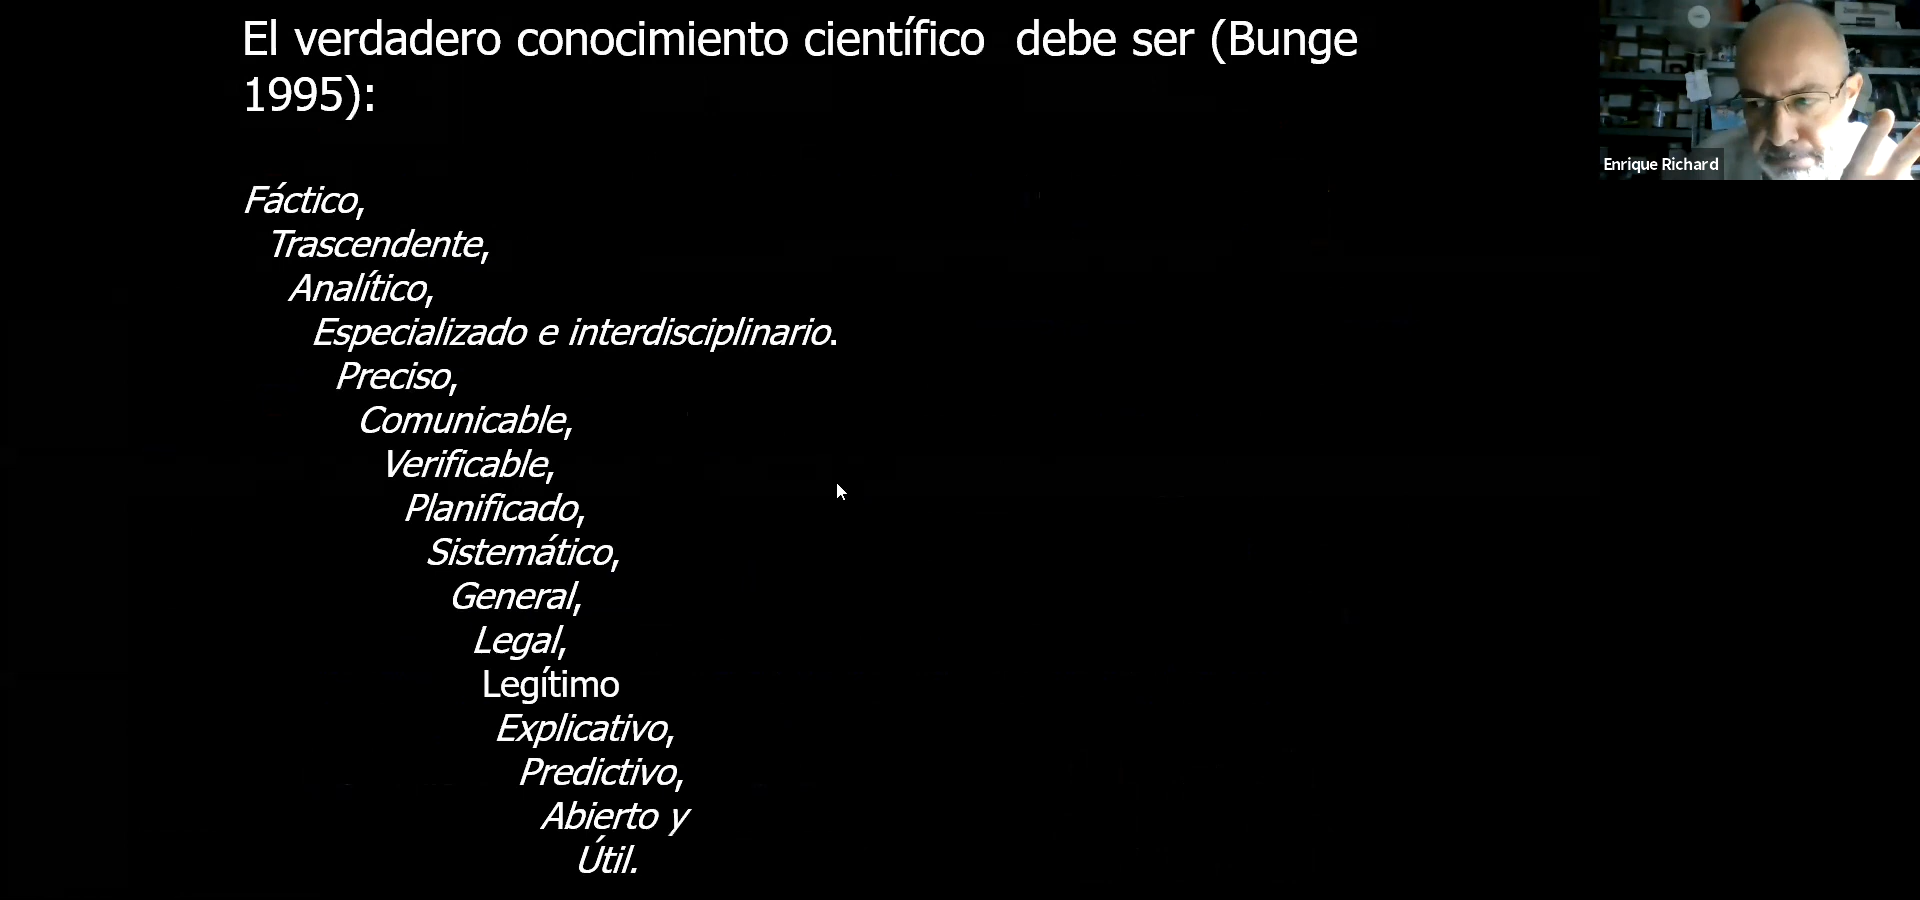 El verdadero conocimiento científico  debe ser (Bunge
1995):
Enrique Richard
Fáctico,
Trascendente,
Analítico,
Especializado e interdisciplinario.
Preciso,
Comunicable,
Verificable,
Planificado,
Sistemático,
General,
Legal,
Legítimo
Explicativo,
Predictivo,
Abierto y
Útil.